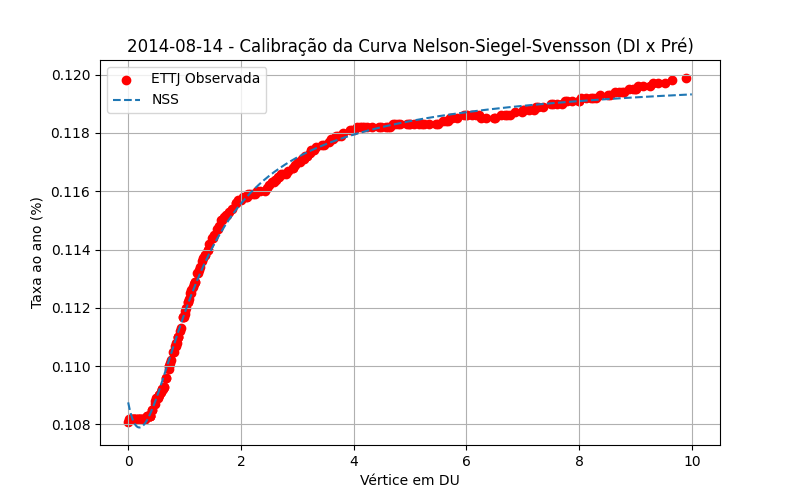 2014-08-14 - Calibração da Curva Nelson-Siegel-Svensson (DI x Pré)
ETTJ Observada
NSS
Taxa ao ano (%)
0.120
0.118
0.116
0.114
0.112
0.110
0.108
0 2 4 6 8 10
Vértice em DU